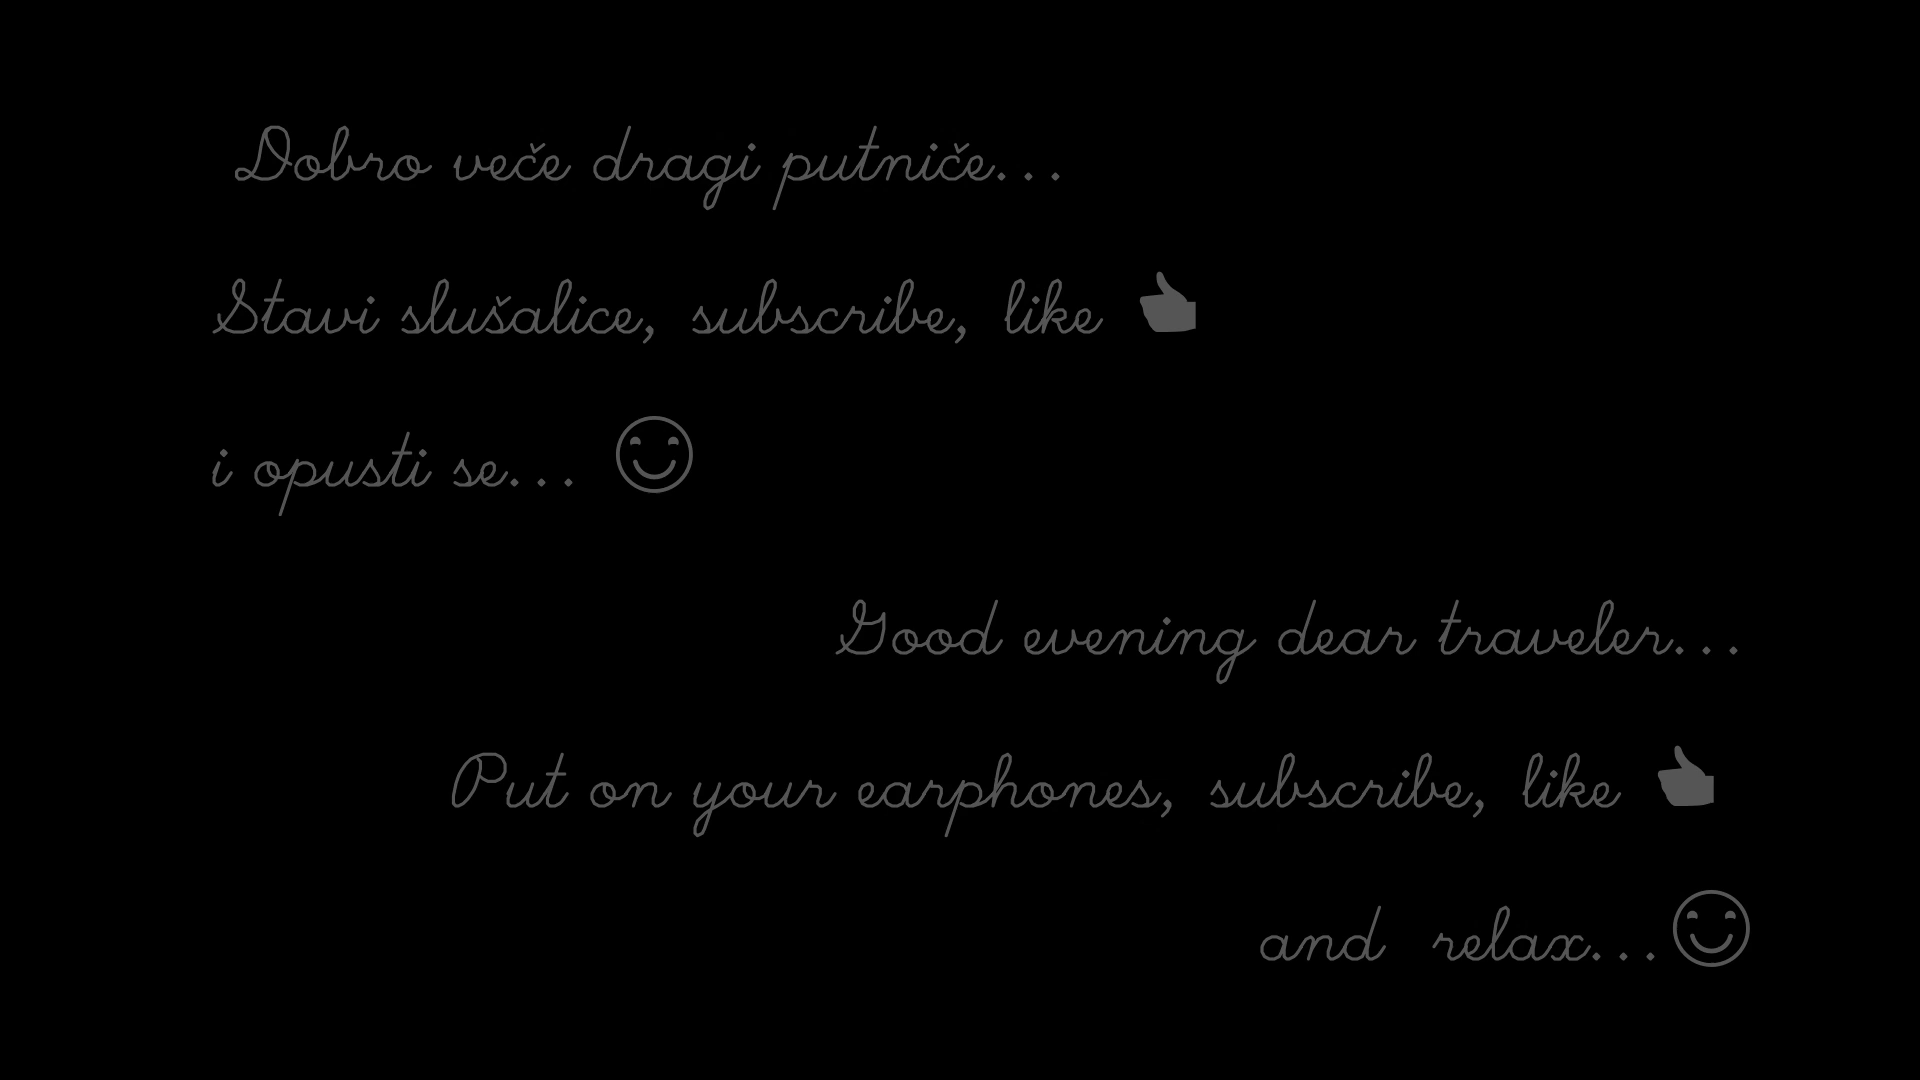 Dobro veče dragi putniče...
Stavi slušalice, subscribe, like 👍
i opusti se... ☺
Good evening dear traveler...
Put on your earphones, subscribe, like 👍
and relax...☺